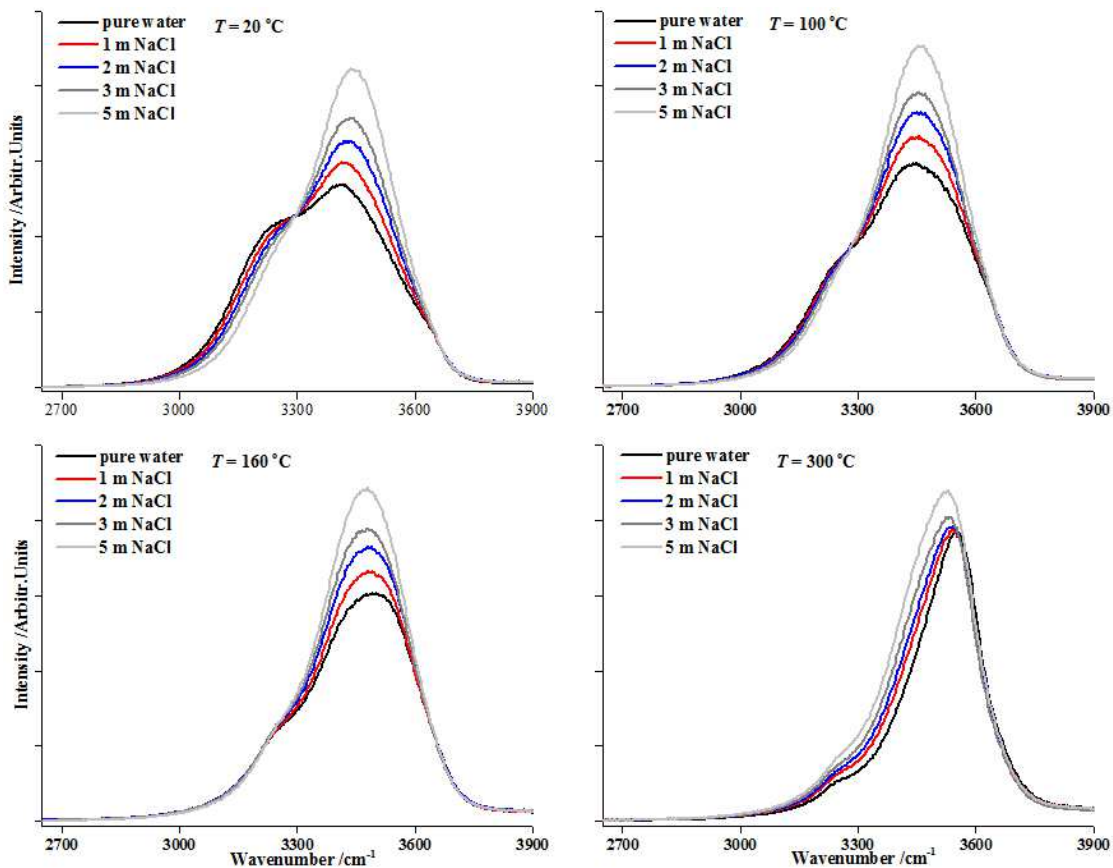 pure water
1 m NaCl
2 m NaCl
3 m NaCl
5 m NaCl
T = 20 °C
Intensity /Arbitr.Units
2700 3000 3300 3600 3900
pure water
1 m NaCl
2 m NaCl
3 m NaCl
5 m NaCl
T = 100 °C
2700 3000 3300 3600 3900
pure water
1 m NaCl
2 m NaCl
3 m NaCl
5 m NaCl
T = 160 °C
Intensity /Arbitr.Units
2700 3000 3300 3600 3900
Wavenumber /cm⁻¹
pure water
1 m NaCl
2 m NaCl
3 m NaCl
5 m NaCl
T = 300 °C
2700 3000 3300 3600 3900
Wavenumber /cm⁻¹